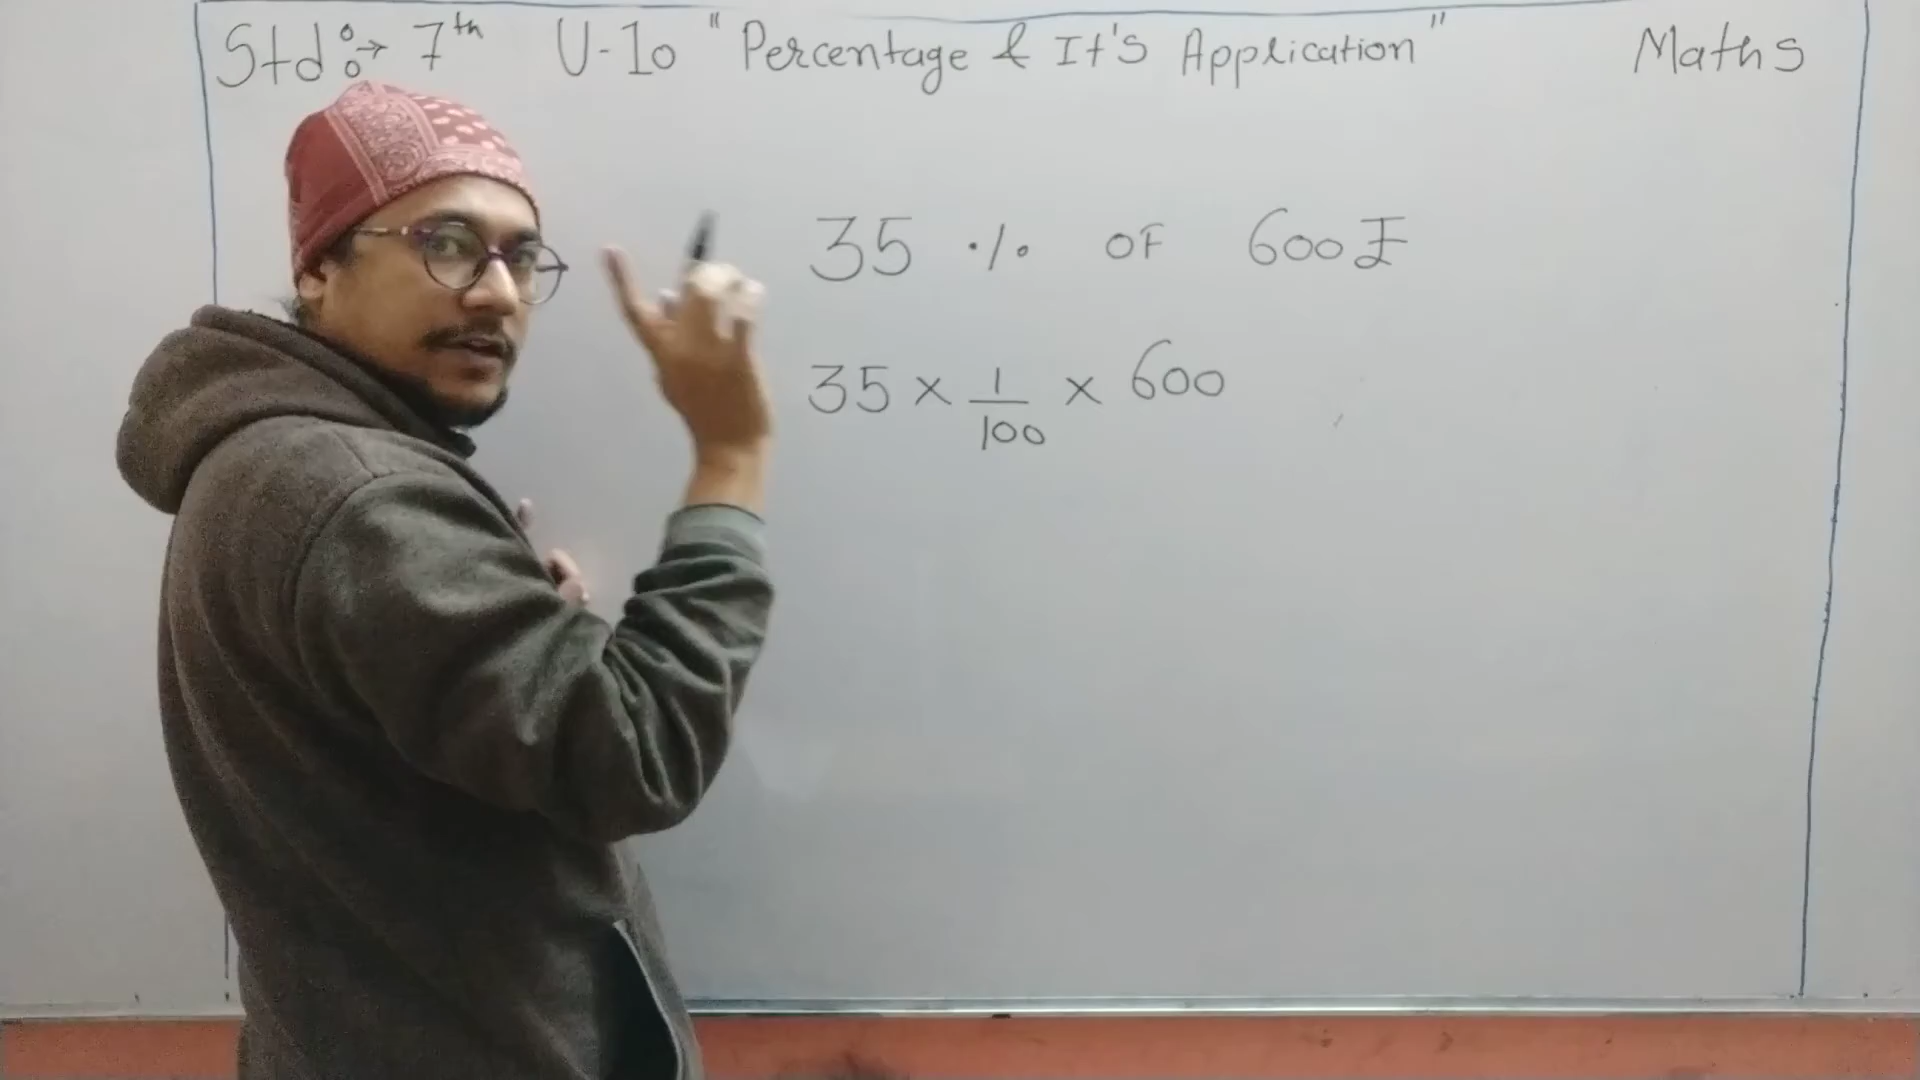 Std :→ 7th U-10 "Percentage & It's Application" Maths
35 % OF 600 ₹
35 × 1/100 × 600